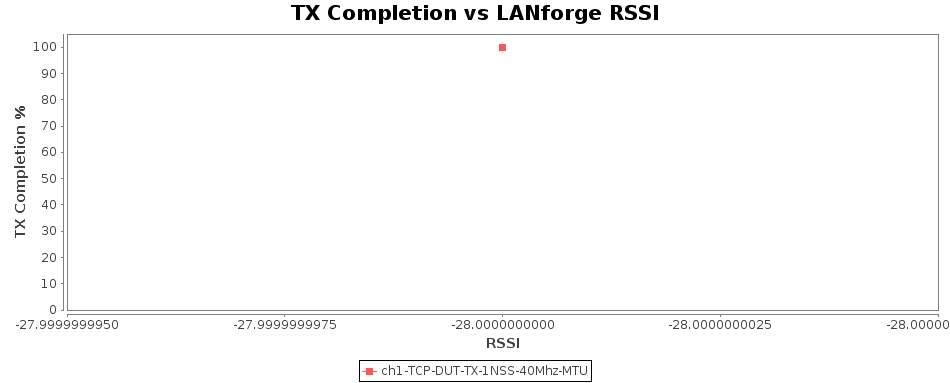 TX Completion vs LANforge RSSI
TX Completion %
100
90
80
70
60
50
40
30
20
10
0
-27.9999999950 -27.9999999975 -28.0000000000 -28.0000000025 -28.00000
RSSI
ch1-TCP-DUT-TX-1NSS-40Mhz-MTU